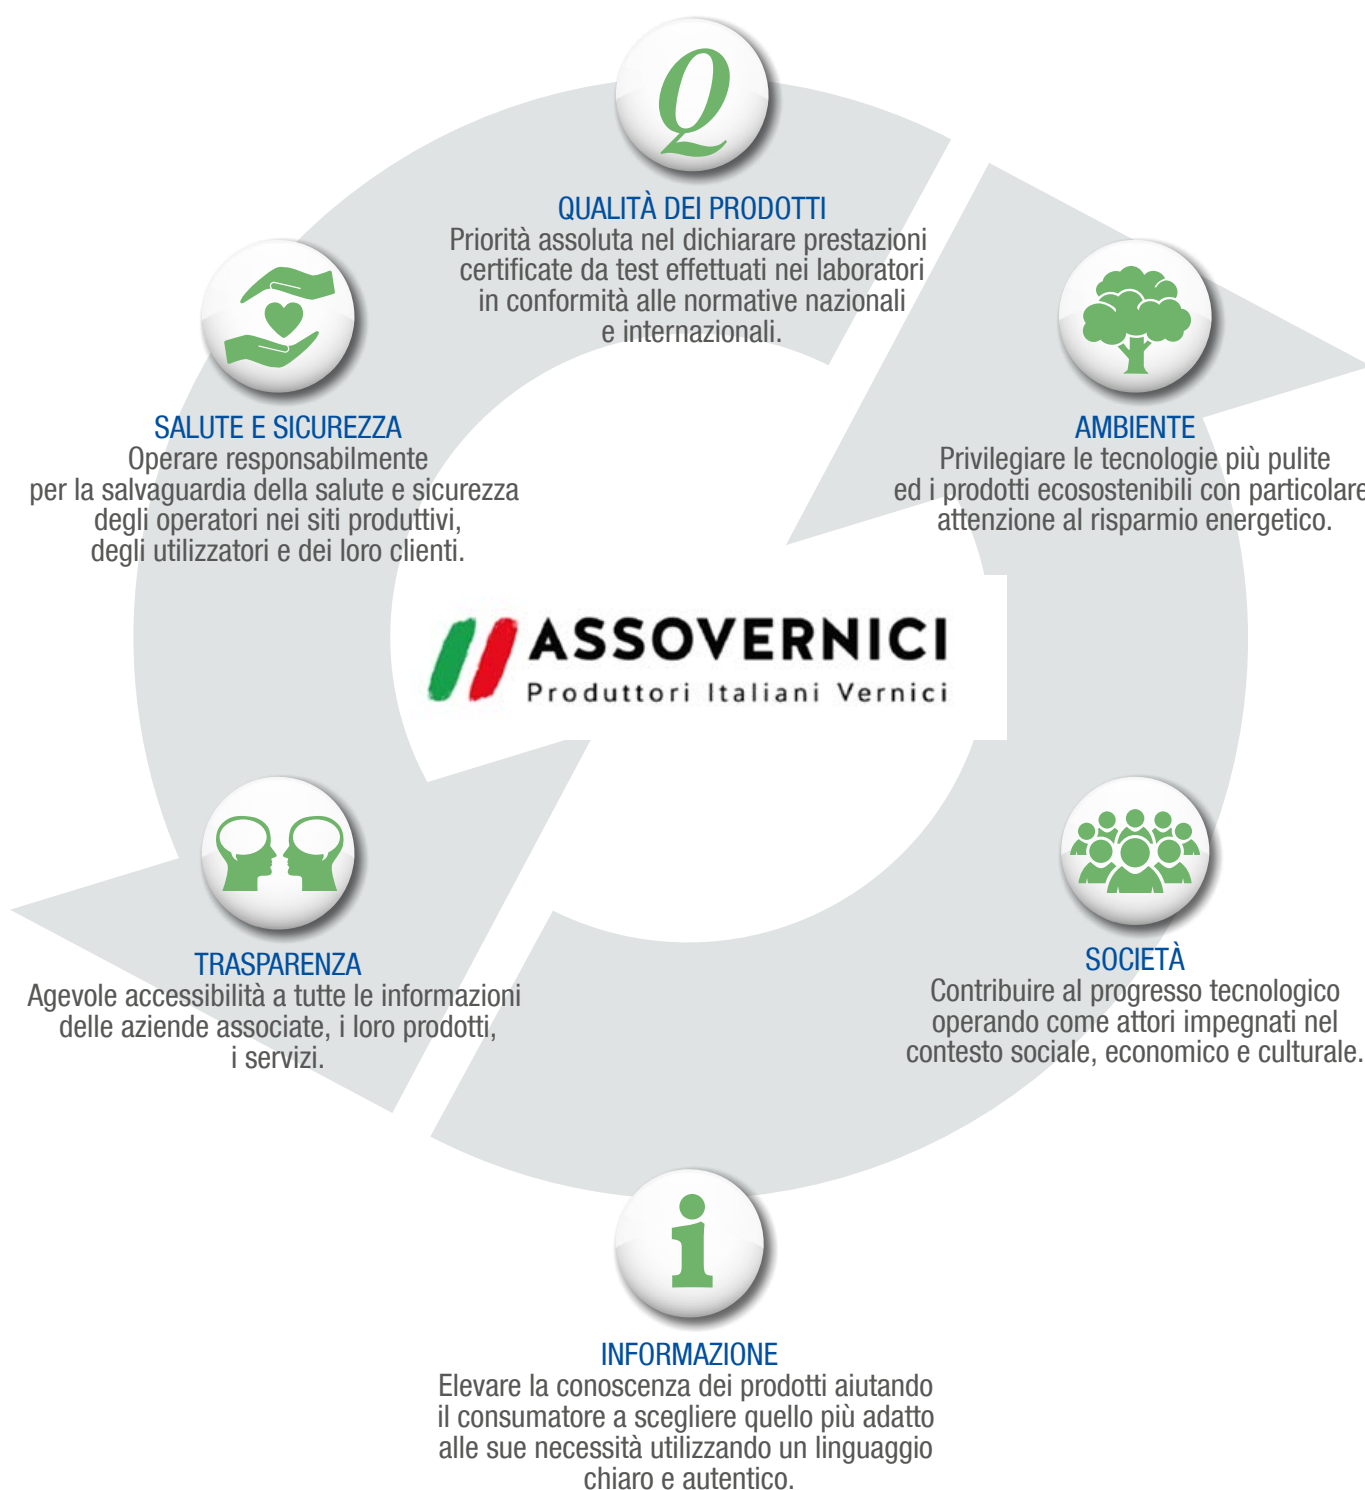 Q
QUALITÀ DEI PRODOTTI
Priorità assoluta nel dichiarare prestazioni
certificate da test effettuati nei laboratori
in conformità alle normative nazionali
e internazionali.
SALUTE E SICUREZZA
Operare responsabilmente
per la salvaguardia della salute e sicurezza
degli operatori nei siti produttivi,
degli utilizzatori e dei loro clienti.
AMBIENTE
Privilegiare le tecnologie più pulite
ed i prodotti ecosostenibili con particolare
attenzione al risparmio energetico.
ASSOVERNICI
Produttori Italiani Vernici
TRASPARENZA
Agevole accessibilità a tutte le informazioni
delle aziende associate, i loro prodotti,
i servizi.
SOCIETÀ
Contribuire al progresso tecnologico
operando come attori impegnati nel
contesto sociale, economico e culturale.
i
INFORMAZIONE
Elevare la conoscenza dei prodotti aiutando
il consumatore a scegliere quello più adatto
alle sue necessità utilizzando un linguaggio
chiaro e autentico.